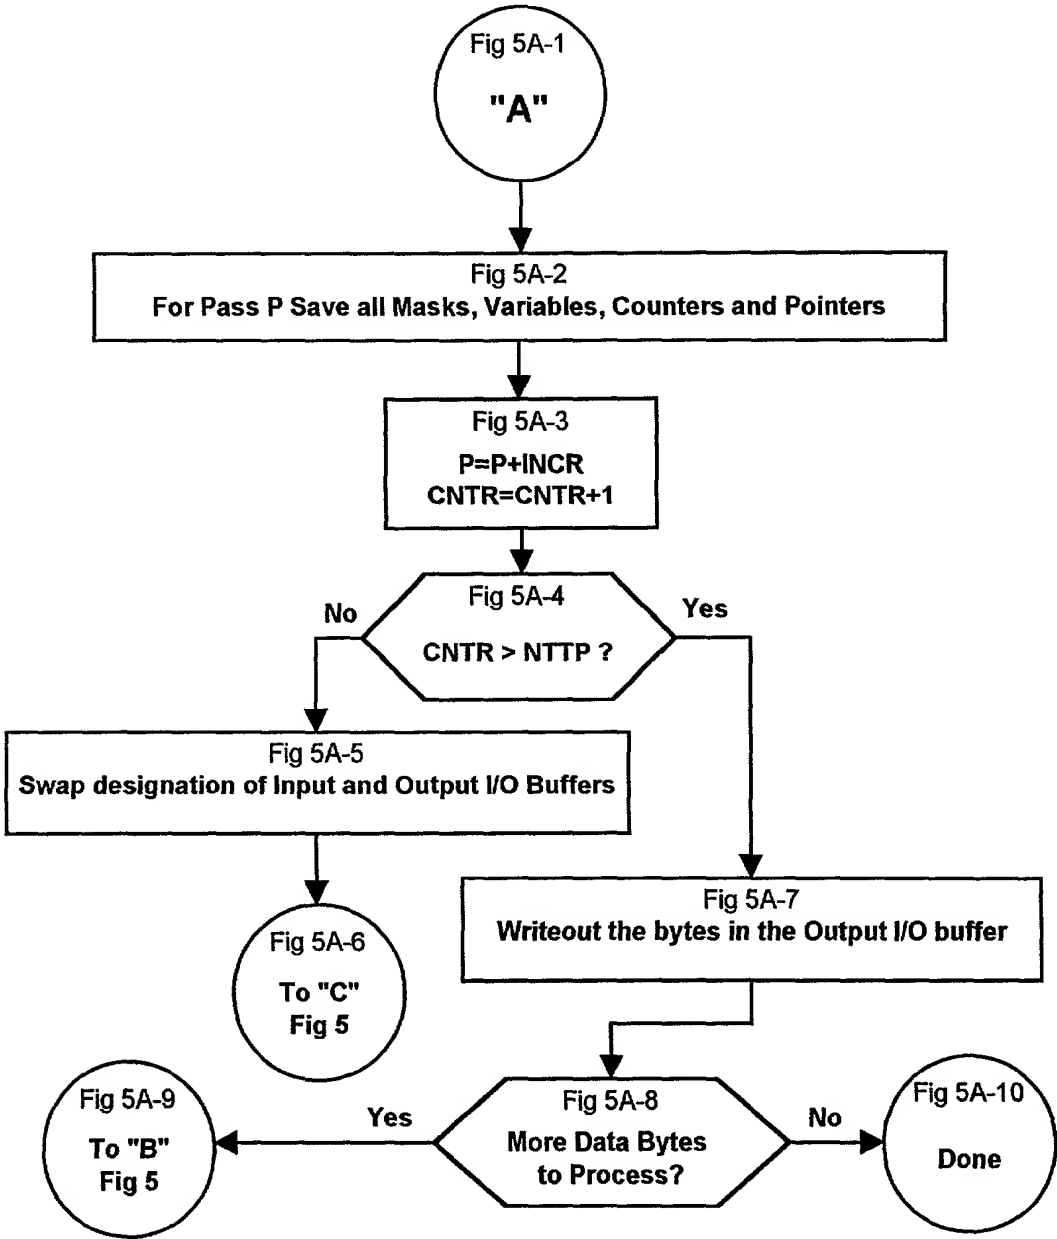 Fig 5A-1
"A"
Fig 5A-2
For Pass P Save all Masks, Variables, Counters and Pointers
Fig 5A-3
P=P+INCR
CNTR=CNTR+1
Fig 5A-4
No
Yes
CNTR > NTTP ?
Fig 5A-5
Swap designation of Input and Output I/O Buffers
Fig 5A-7
Writeout the bytes in the Output I/O buffer
Fig 5A-6
To "C"
Fig 5
Fig 5A-9
To "B"
Fig 5
Yes
Fig 5A-8
More Data Bytes
to Process?
No
Fig 5A-10
Done